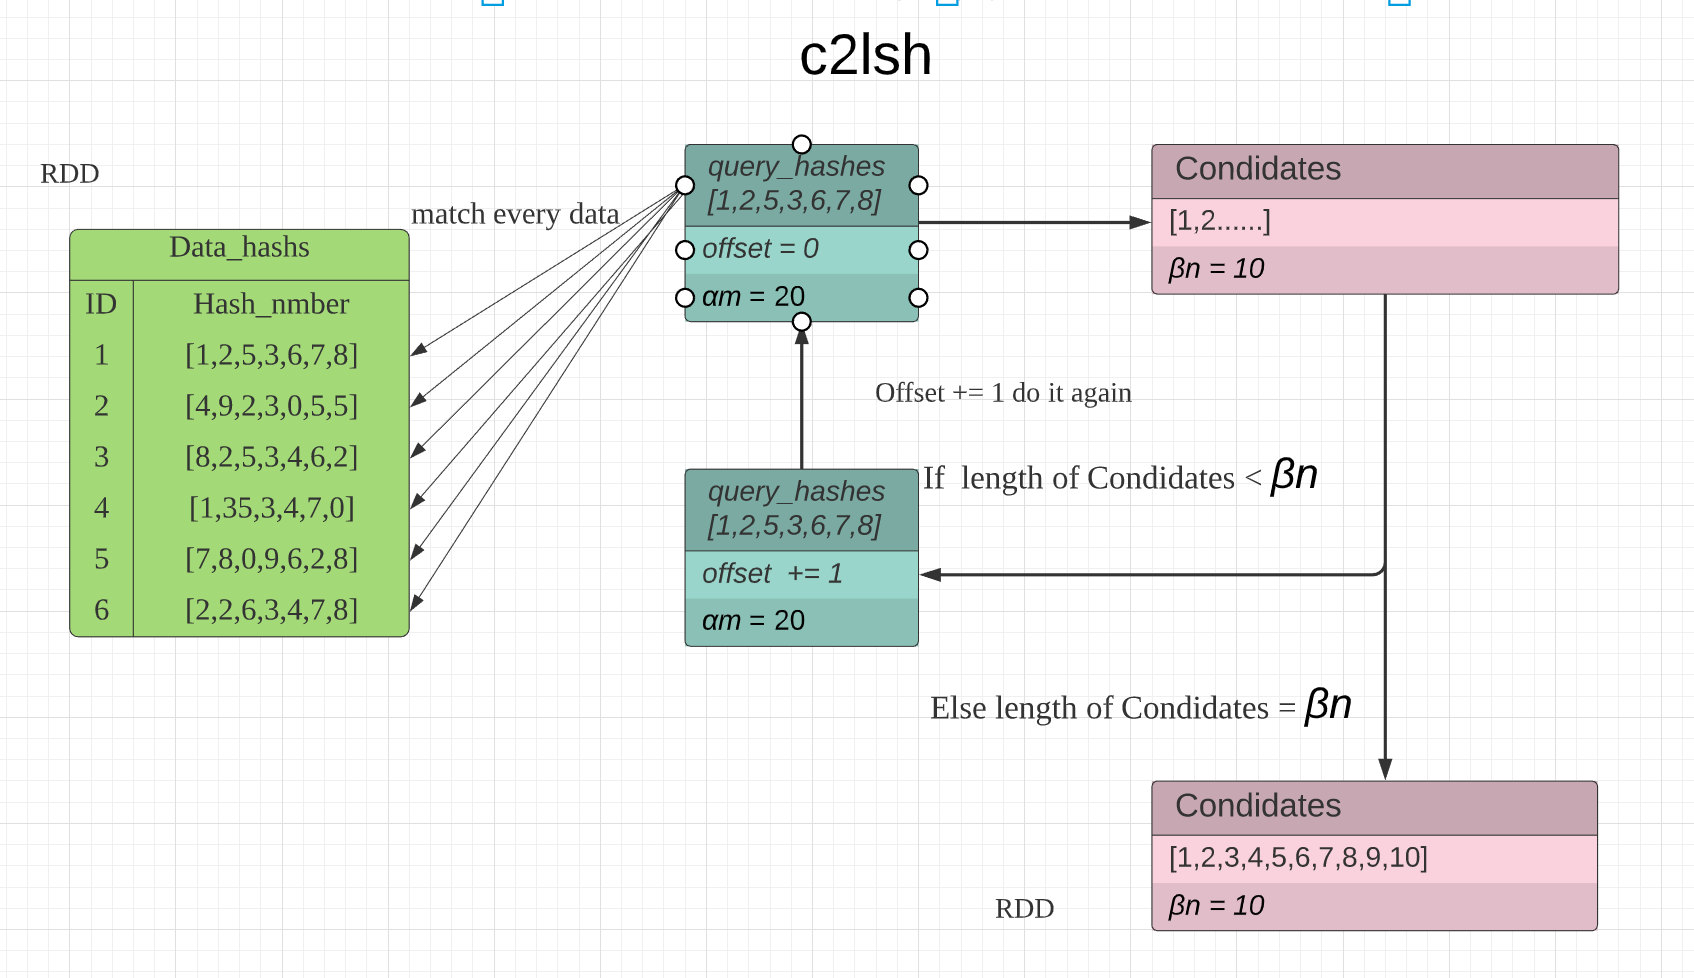 c2lsh
RDD
match every data
Data_hashs
ID Hash_nmber
1 [1,2,5,3,6,7,8]
2 [4,9,2,3,0,5,5]
3 [8,2,5,3,4,6,2]
4 [1,35,3,4,7,0]
5 [7,8,0,9,6,2,8]
6 [2,2,6,3,4,7,8]
query_hashes
[1,2,5,3,6,7,8]
offset = 0
αm = 20
Condidates
[1,2......]
βn = 10
Offset += 1 do it again
If length of Condidates < βn
query_hashes
[1,2,5,3,6,7,8]
offset += 1
αm = 20
Else length of Condidates = βn
Condidates
[1,2,3,4,5,6,7,8,9,10]
βn = 10
RDD